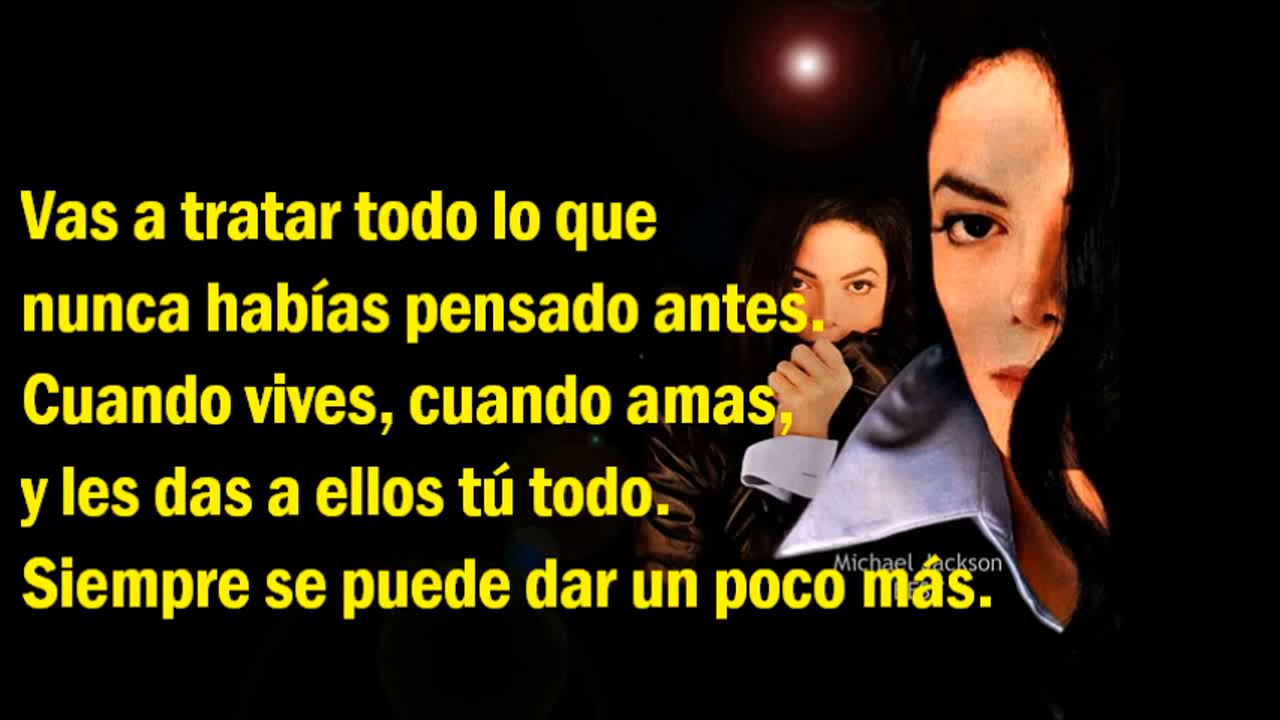 Vas a tratar todo lo que
nunca habías pensado antes.
Cuando vives, cuando amas,
y les das a ellos tú todo.
Michael Jackson
Siempre se puede dar un poco más.